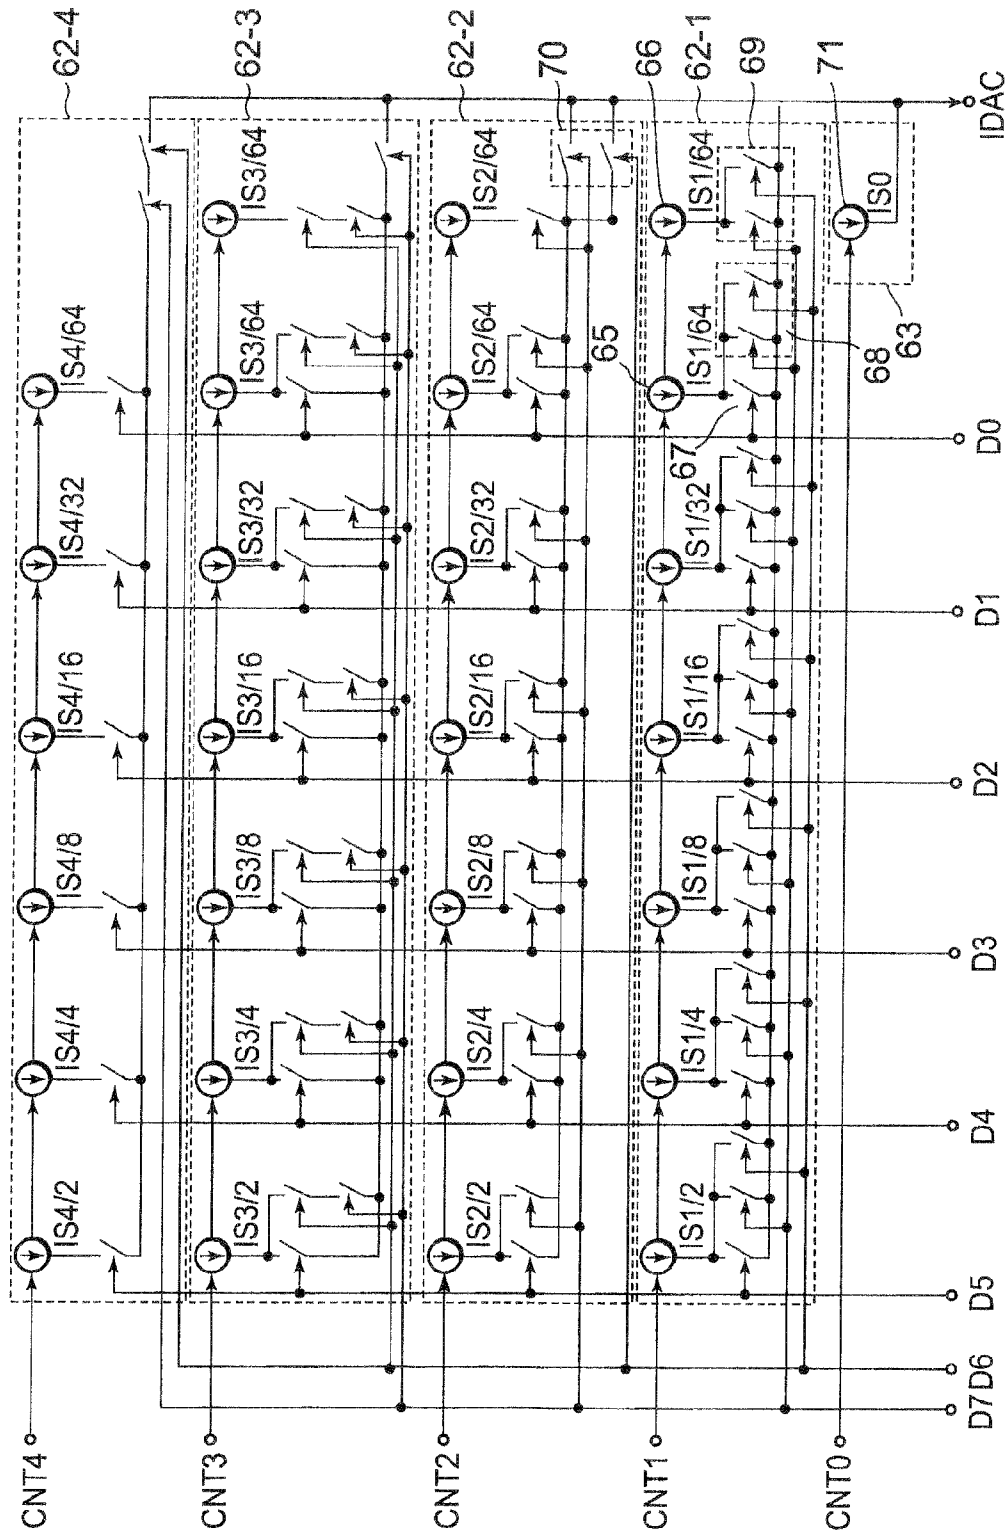 62-4
62-3
62-2
70
66
62-1
69
71
IDAC
IS4/2
IS4/4
IS4/8
IS4/16
IS4/32
IS4/64
CNT4
IS3/2
IS3/4
IS3/8
IS3/16
IS3/32
IS3/64
IS3/64
CNT3
IS2/2
IS2/4
IS2/8
IS2/16
IS2/32
IS2/64
IS2/64
CNT2
65
IS1/2
IS1/4
IS1/8
IS1/16
IS1/32
IS1/64
IS1/64
CNT1
67
68
63
IS0
CNT0
D7
D6
D5
D4
D3
D2
D1
D0